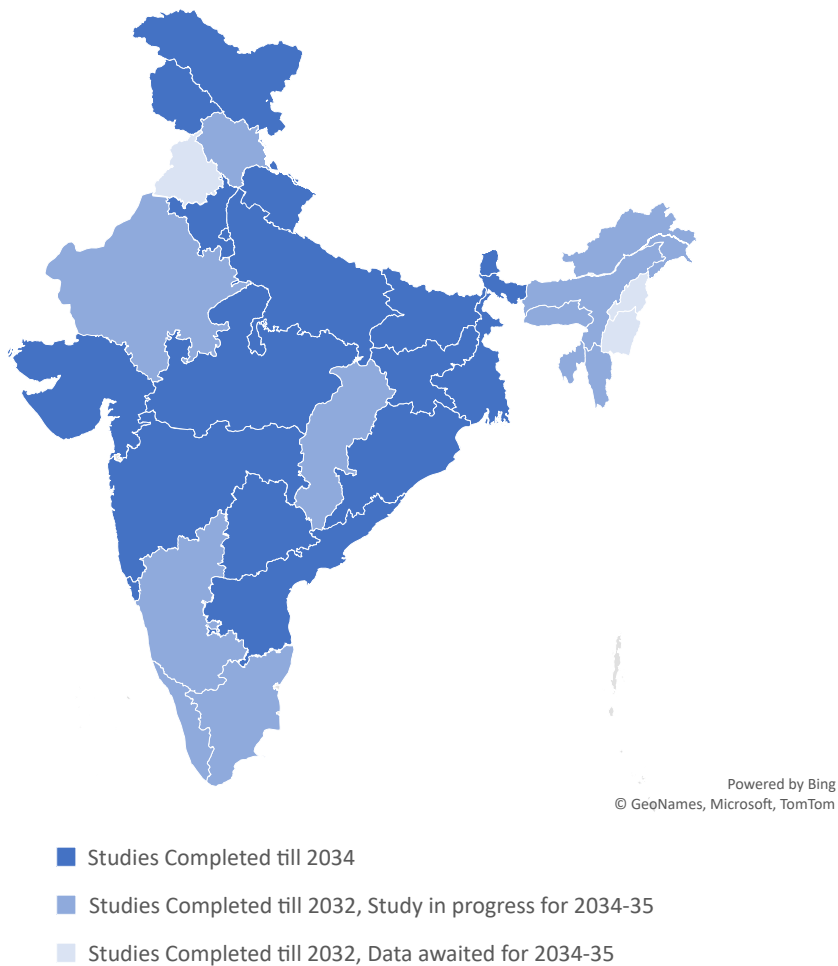 Powered by Bing
© GeoNames, Microsoft, TomTom
Studies Completed till 2034
Studies Completed till 2032, Study in progress for 2034-35
Studies Completed till 2032, Data awaited for 2034-35